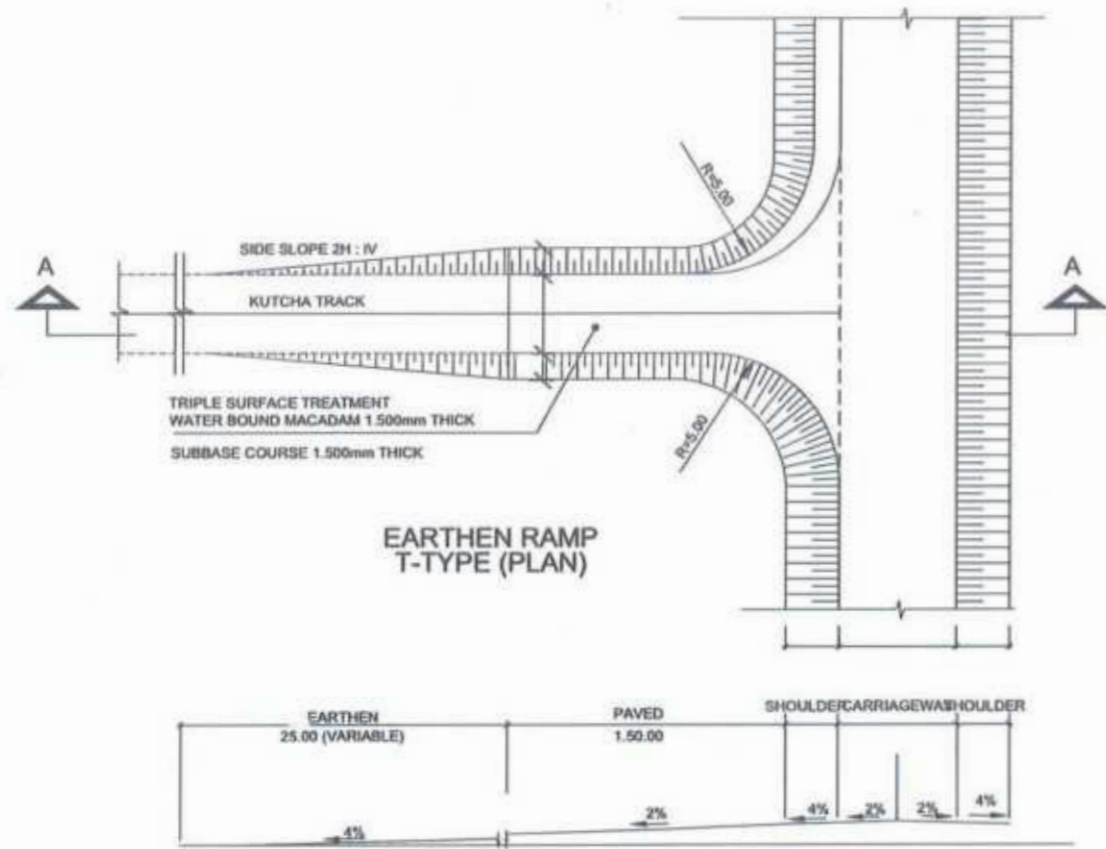 R=5.00
SIDE SLOPE 2H : IV
A
A
KUTCHA TRACK
TRIPLE SURFACE TREATMENT
WATER BOUND MACADAM 1.500mm THICK
SUBBASE COURSE 1.500mm THICK
R=5.00
EARTHEN RAMP
T-TYPE (PLAN)
EARTHEN
25.00 (VARIABLE)
PAVED
1.50.00
SHOULDER CARRIAGEWAY SHOULDER
4%
2%
4%
2%
2%
4%